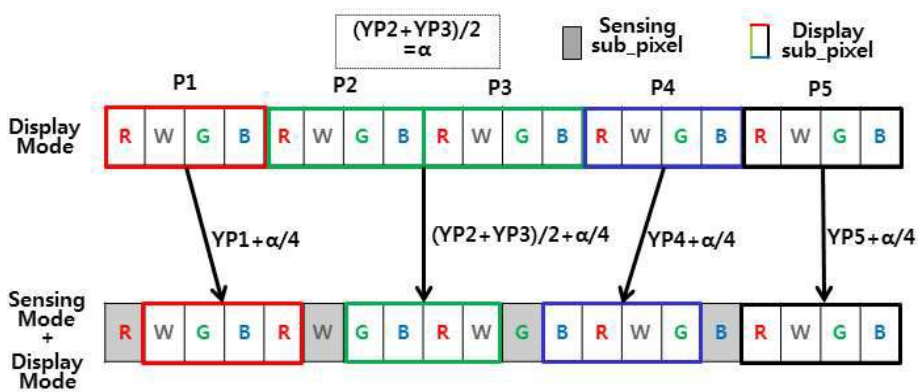 (YP2+YP3)/2
=α
Sensing
sub_pixel
Display
sub_pixel
P1 P2 P3 P4 P5
Display
Mode
R W G B R W G B R W G B R W G B R W G B
YP1+α/4
(YP2+YP3)/2+α/4
YP4+α/4
YP5+α/4
Sensing
Mode
+
Display
Mode
R W G B R W G B R W G B R W G B R W G B